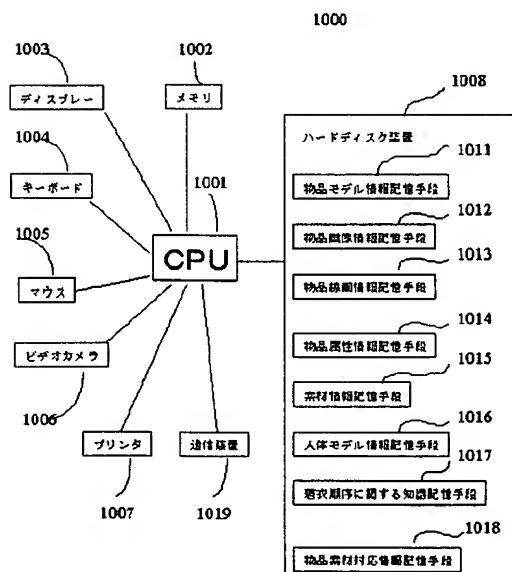 1000
1003
ディスプレー
1002
メモリ
1008
ハードディスク装置
1004
キーボード
1011
物品モデル情報記憶手段
1001
CPU
1012
物品画像情報記憶手段
1005
マウス
1013
物品線画情報記憶手段
1014
物品属性情報記憶手段
ビデオカメラ
1006
1015
素材情報記憶手段
プリンタ
1007
通信装置
1019
1016
人体モデル情報記憶手段
1017
着衣順序に関する知識記憶手段
1018
物品素材対応情報記憶手段